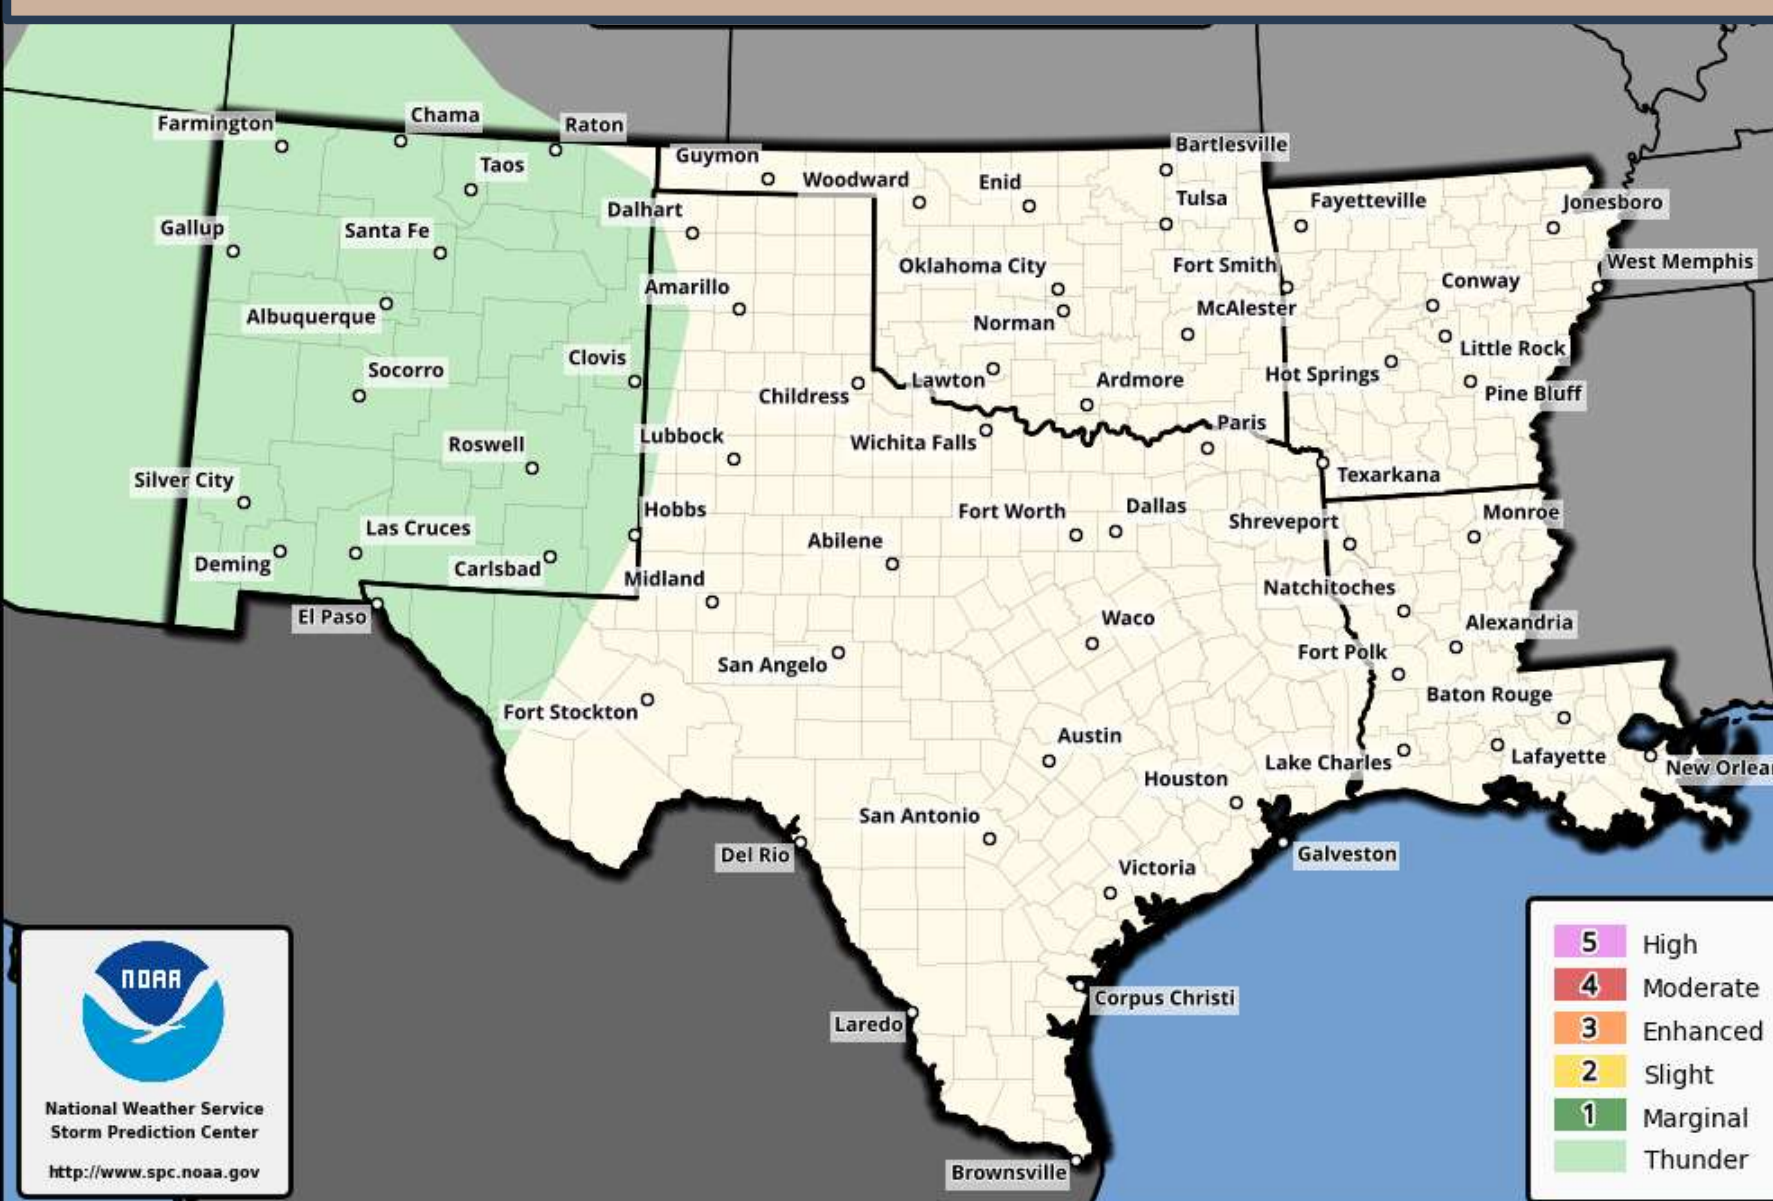 Farmington
Chama
Raton
Taos
Guymon
Woodward
Enid
Bartlesville
Tulsa
Fayetteville
Jonesboro
Gallup
Santa Fe
Dalhart
Oklahoma City
Fort Smith
West Memphis
Albuquerque
Amarillo
Norman
McAlester
Conway
Little Rock
Socorro
Clovis
Childress
Lawton
Ardmore
Hot Springs
Pine Bluff
Roswell
Lubbock
Wichita Falls
Paris
Texarkana
Silver City
Las Cruces
Hobbs
Fort Worth
Dallas
Shreveport
Monroe
Deming
Carlsbad
Midland
Abilene
Natchitoches
El Paso
San Angelo
Waco
Alexandria
Fort Polk
Fort Stockton
Baton Rouge
Austin
Lake Charles
Lafayette
New Orlea
Houston
San Antonio
Del Rio
Galveston
Victoria
Corpus Christi
Laredo
Brownsville
NOAA
National Weather Service
Storm Prediction Center
http://www.spc.noaa.gov
5 High
4 Moderate
3 Enhanced
2 Slight
1 Marginal
Thunder